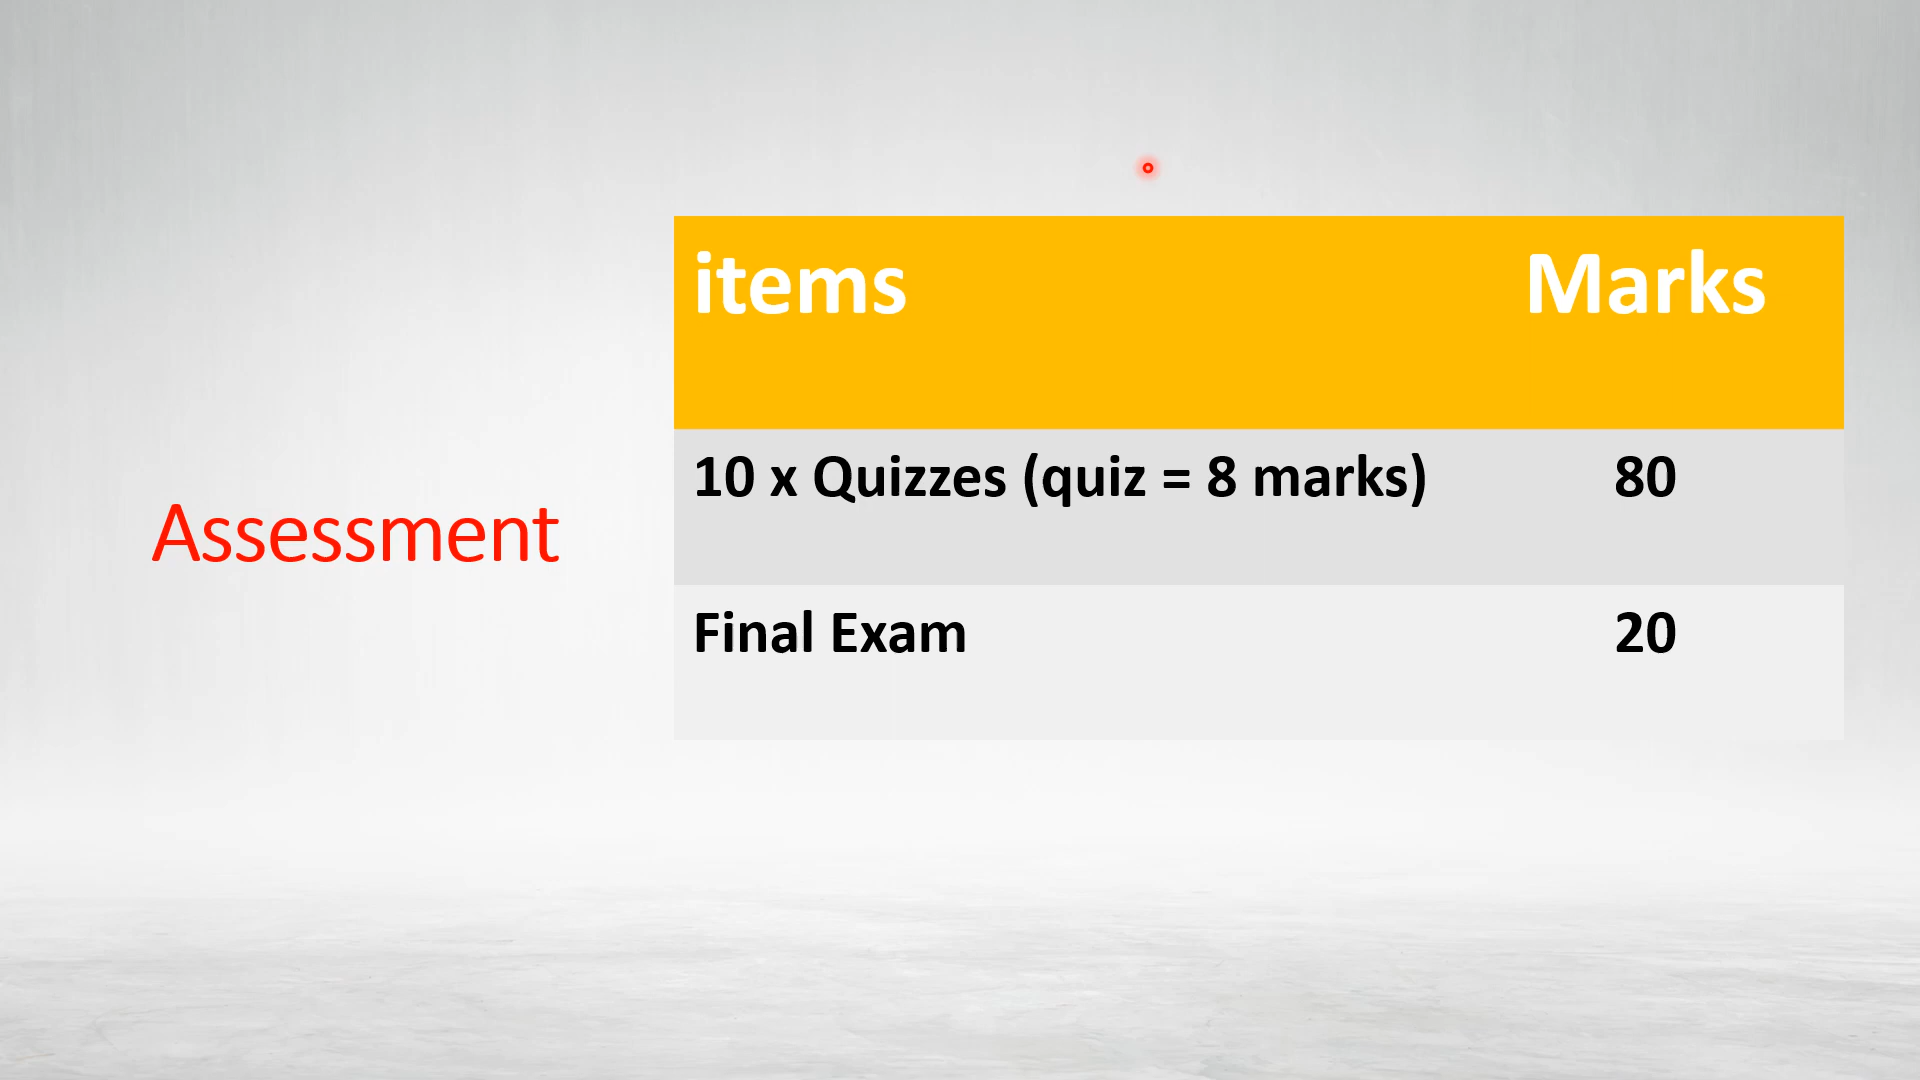 Assessment
items Marks
10 x Quizzes (quiz = 8 marks) 80
Final Exam 20